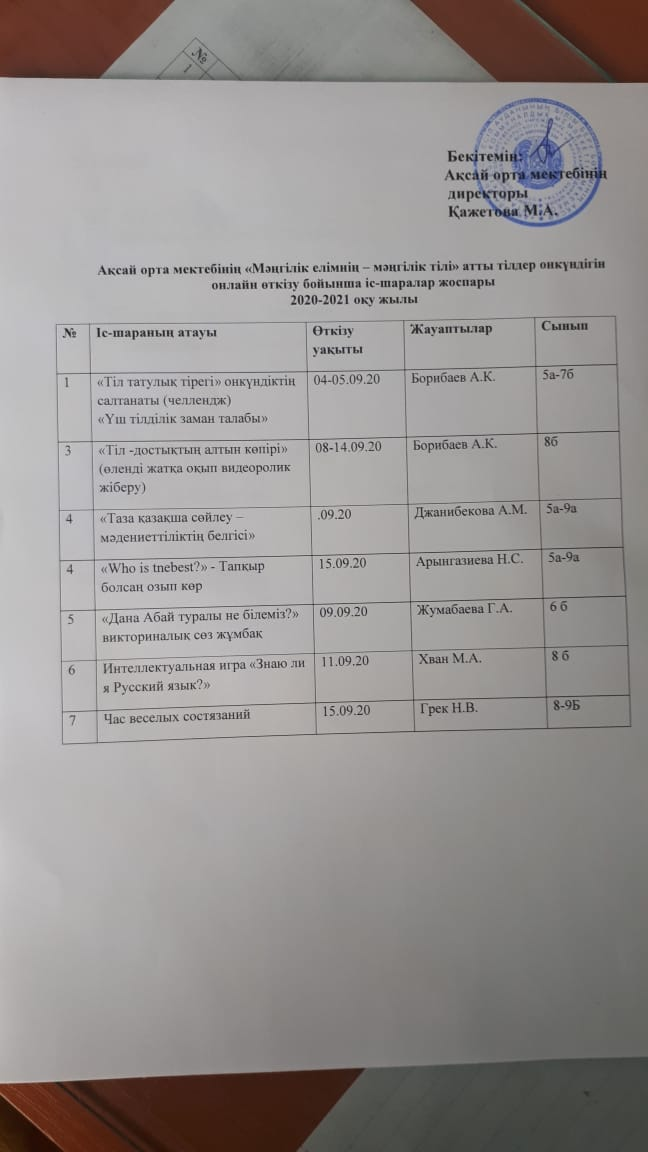 №
1
Бекітемін:
Ақсай орта мектебінің
директоры
Қажетова М.А.
Ақсай орта мектебінің «Мәңгілік елімнің – мәңгілік тілі» атты тілдер онкүндігін
онлайн өткізу бойынша іс-шаралар жоспары
2020-2021 оқу жылы
№ Іс-шараның атауы Өткізу уақыты Жауаптылар Сынып
1 «Тіл татулық тірегі» онкүндіктің 04-05.09.20 Борибаев А.К. 5а-7б
салтанаты (челлендж)
«Үш тілділік заман талабы»
3 «Тіл -достықтың алтын көпірі» 08-14.09.20 Борибаев А.К. 8б
(өленді жатқа оқып видеоролик
жіберу)
4 «Таза қазақша сөйлеу – .09.20 Джанибекова А.М. 5а-9а
мәдениеттіліктің белгісі»
4 «Who is tnebest?» - Тапқыр 15.09.20 Арынгазиева Н.С. 5а-9а
болсаң озып көр
5 «Дана Абай туралы не білеміз?» 09.09.20 Жумабаева Г.А. 6 б
викториналық сөз жұмбақ
6 Интеллектуальная игра «Знаю ли 11.09.20 Хван М.А. 8 б
я Русский язык?»
7 Час веселых состязаний 15.09.20 Грек Н.В. 8-9Б